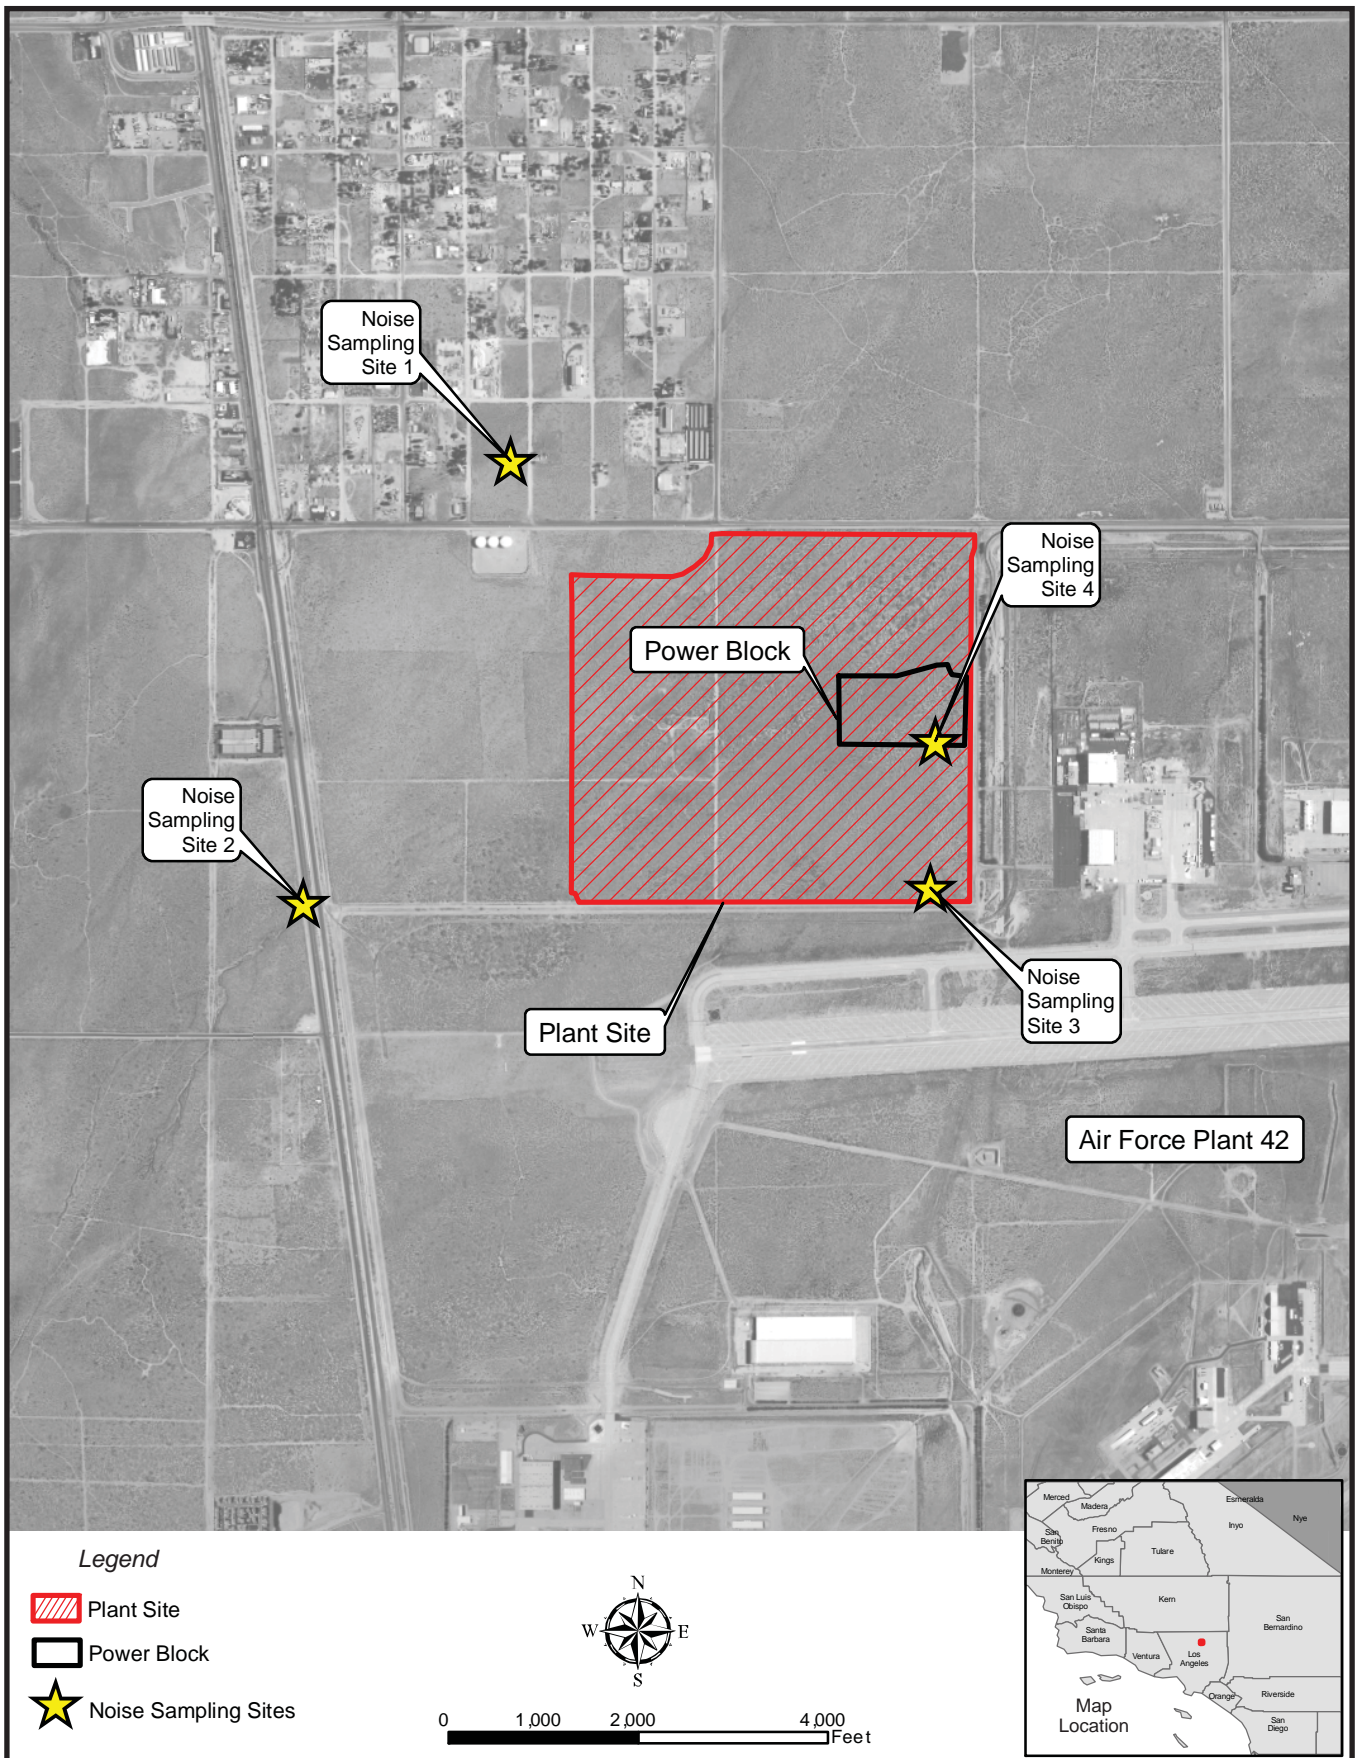 Noise
Sampling
Site 1
Noise
Sampling
Site 4
Power Block
Noise
Sampling
Site 2
Noise
Sampling
Site 3
Plant Site
Air Force Plant 42
Legend
Plant Site
Power Block
Noise Sampling Sites
N
W
E
S
0
1,000
2,000
4,000
Feet
Merced
Madera
Esmeralda
Nye
Inyo
San
Benito
Fresno
Kings
Tulare
Monterey
San Luis
Obispo
Kern
San
Bernardino
Santa
Barbara
Ventura
Los
Angeles
Orange
Riverside
San
Diego
Map
Location